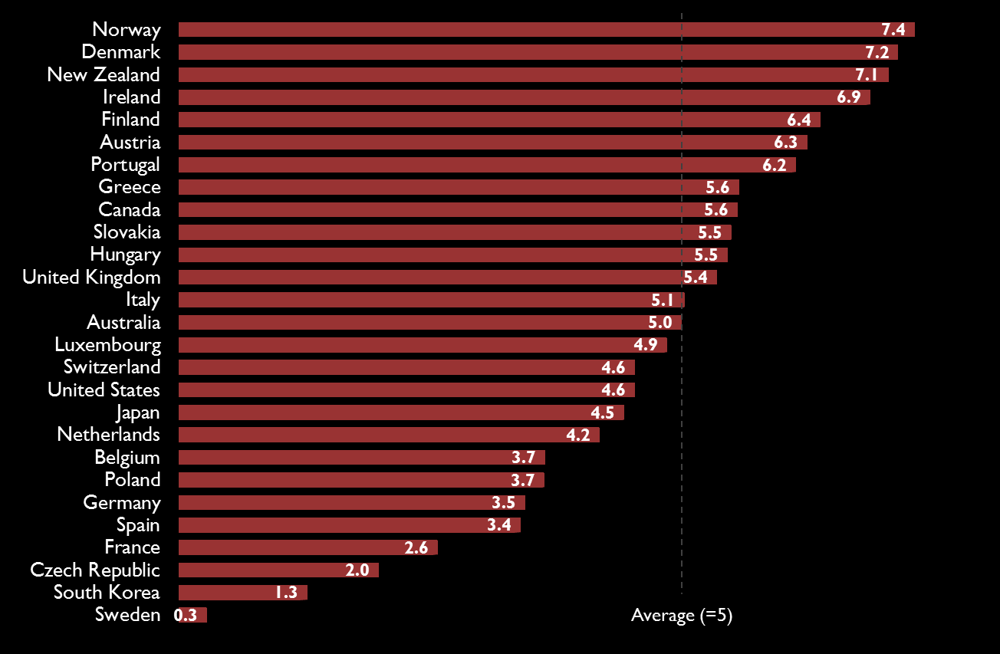 Norway 7.4
Denmark 7.2
New Zealand 7.1
Ireland 6.9
Finland 6.4
Austria 6.3
Portugal 6.2
Greece 5.6
Canada 5.6
Slovakia 5.5
Hungary 5.5
United Kingdom 5.4
Italy 5.1
Australia 5.0
Luxembourg 4.9
Switzerland 4.6
United States 4.6
Japan 4.5
Netherlands 4.2
Belgium 3.7
Poland 3.7
Germany 3.5
Spain 3.4
France 2.6
Czech Republic 2.0
South Korea 1.3
Sweden 0.3 Average (=5)